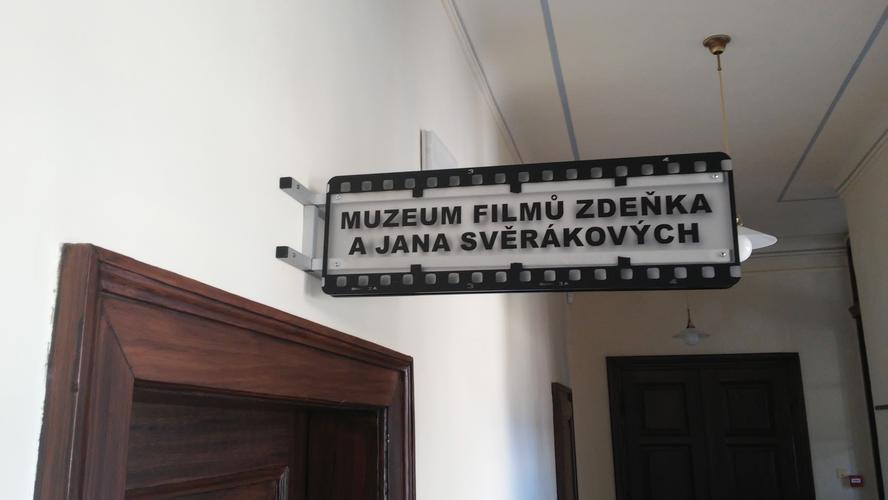 MUZEUM FILMŮ ZDEŇKA
A JANA SVĚRÁKOVÝCH